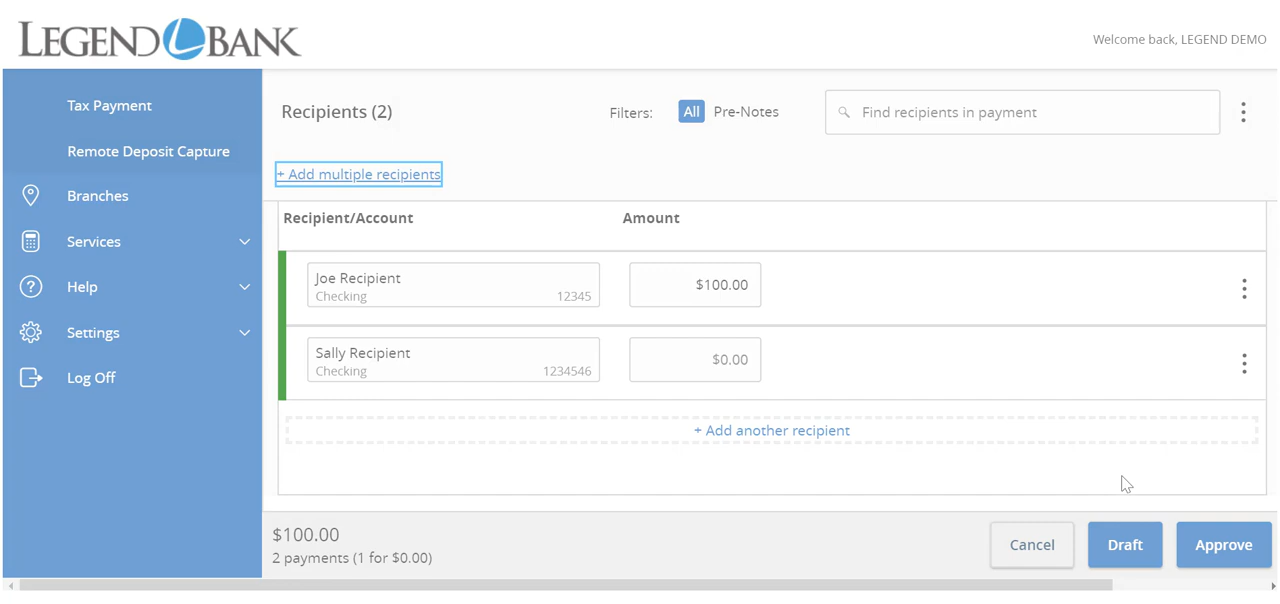 LEGEND BANK
Welcome back, LEGEND DEMO
Tax Payment
Remote Deposit Capture
Branches
Services
Help
Settings
Log Off
Recipients (2)
Filters: All Pre-Notes
Find recipients in payment
+ Add multiple recipients
Recipient/Account Amount
Joe Recipient
Checking 12345
$100.00
Sally Recipient
Checking 1234546
$0.00
+ Add another recipient
$100.00
2 payments (1 for $0.00)
Cancel Draft Approve